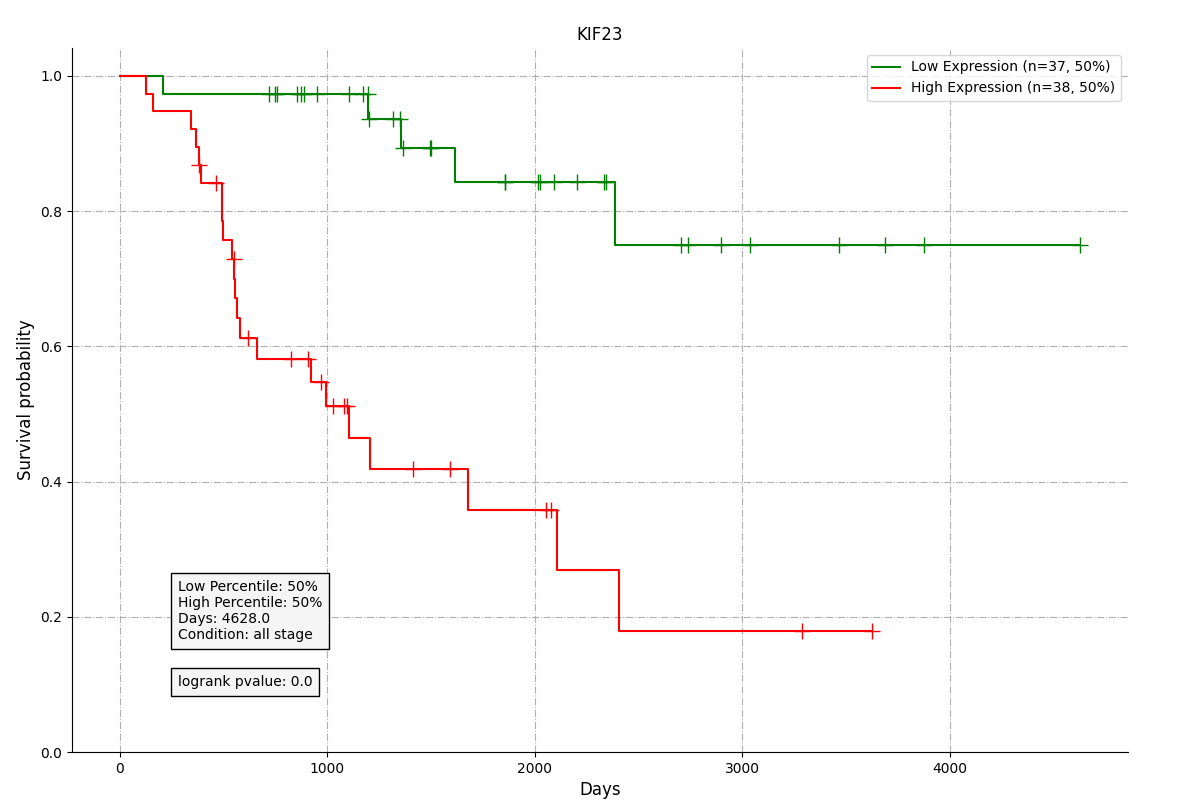 KIF23
Low Expression (n=37, 50%)
High Expression (n=38, 50%)
Survival probability
1.0
0.8
0.6
0.4
0.2
0.0
Low Percentile: 50%
High Percentile: 50%
Days: 4628.0
Condition: all stage
logrank pvalue: 0.0
0 1000 2000 3000 4000
Days